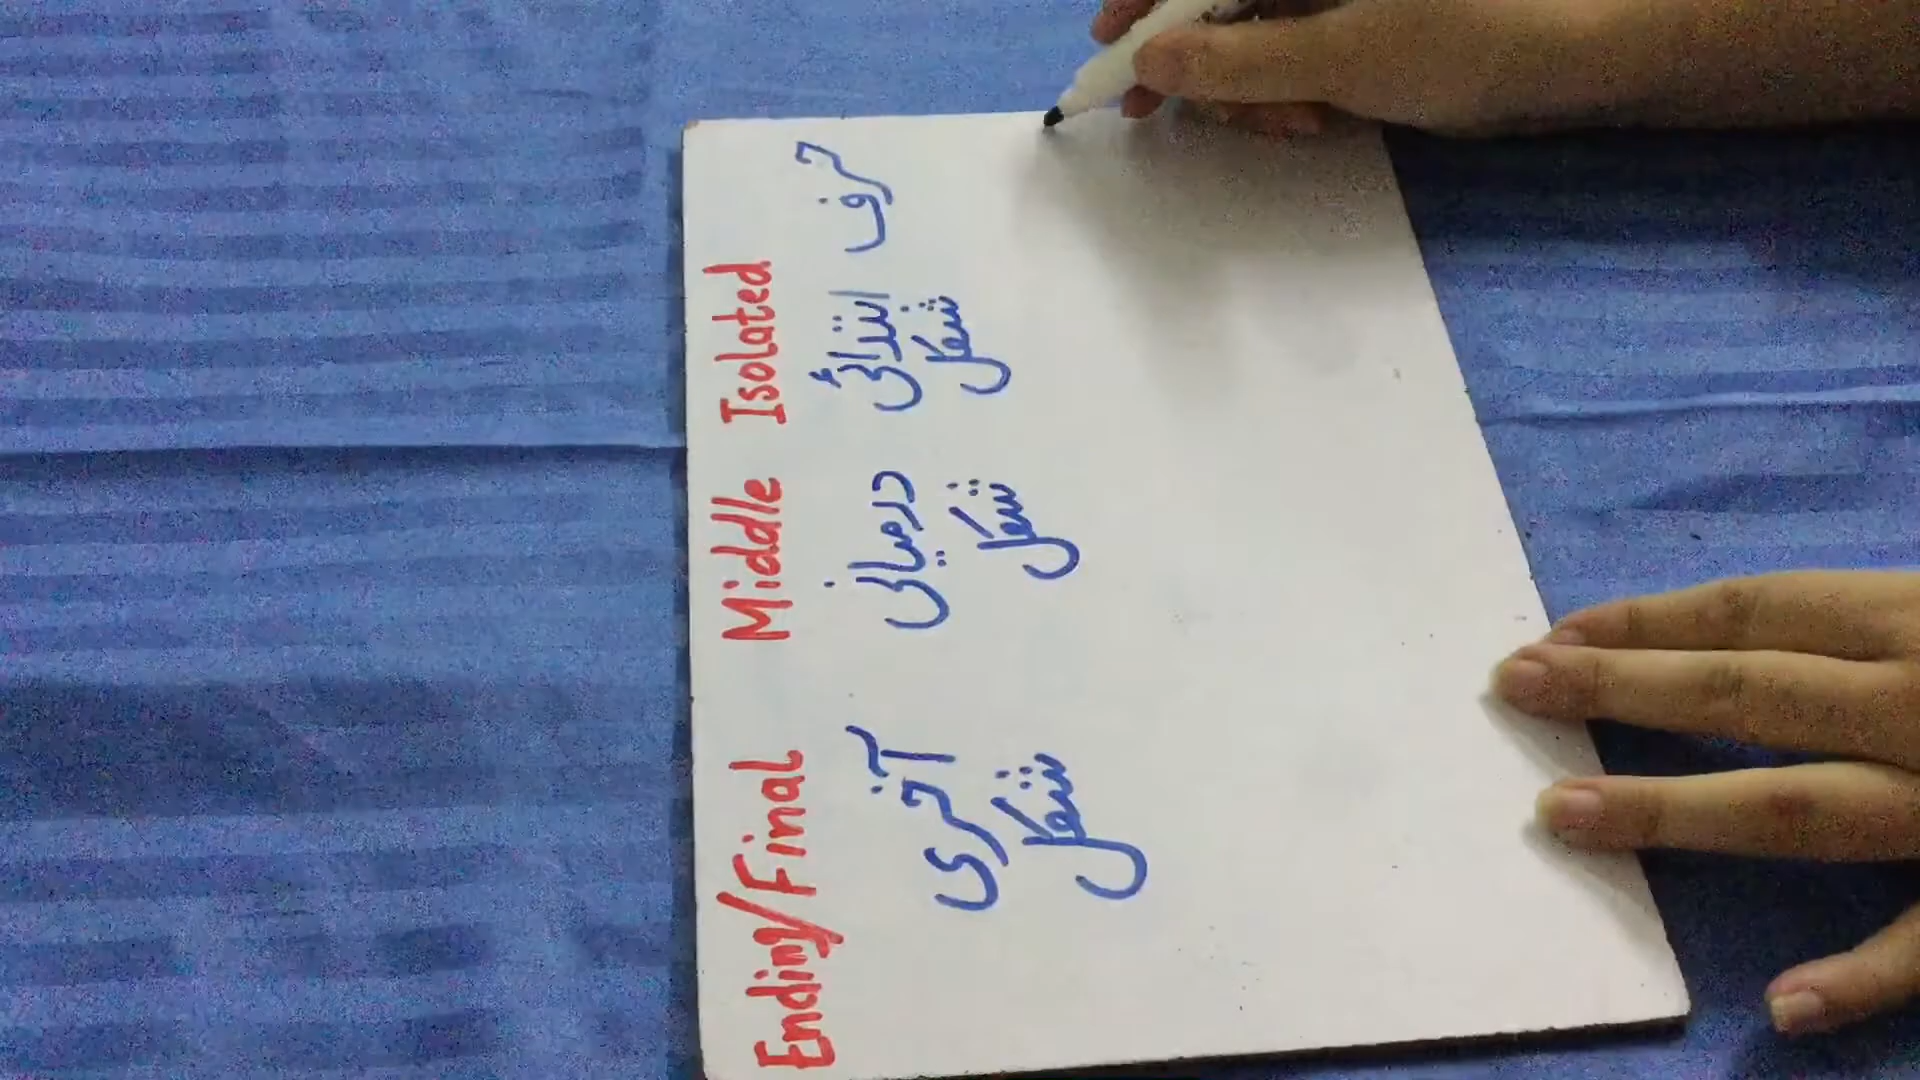 Ending/Final Middle Isolated
حرف ابتدائی درمیانی آخری
شکل شکل شکل